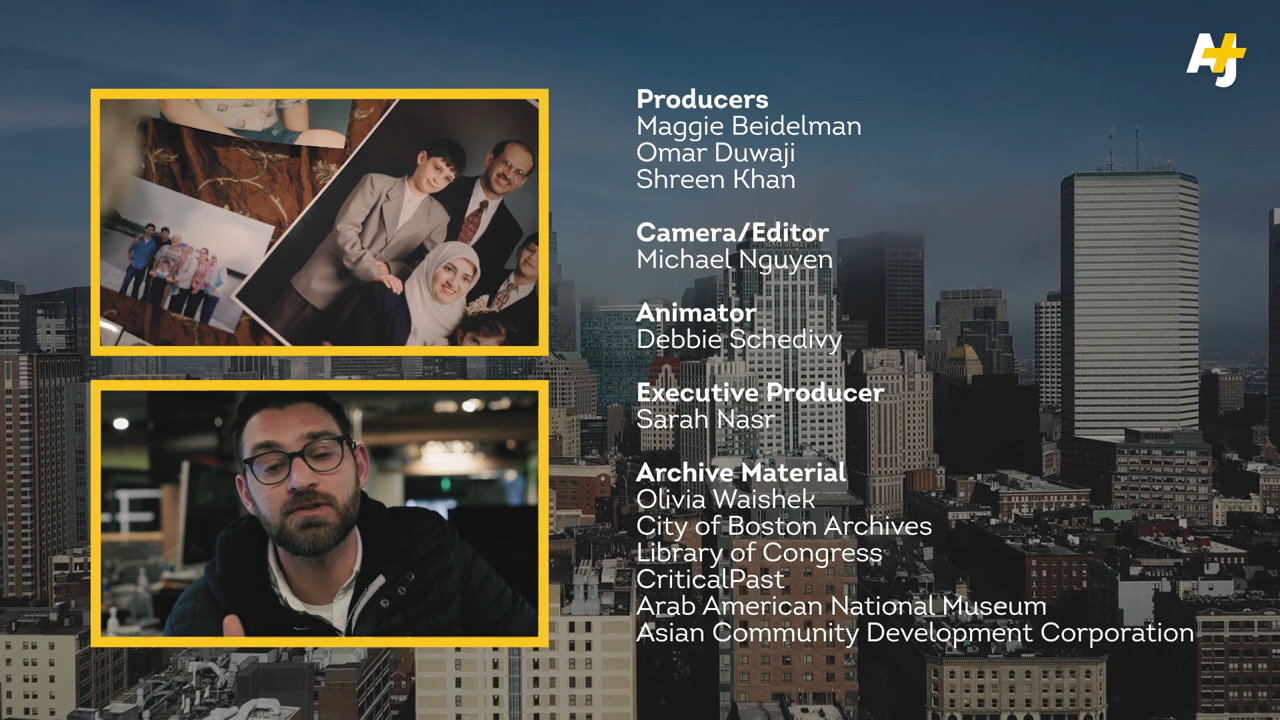 AJ+
Producers
Maggie Beidelman
Omar Duwaji
Shreen Khan
Camera/Editor
Michael Nguyen
Animator
Debbie Schedivy
Executive Producer
Sarah Nasr
Archive Material
Olivia Waishek
City of Boston Archives
Library of Congress
CriticalPast
Arab American National Museum
Asian Community Development Corporation